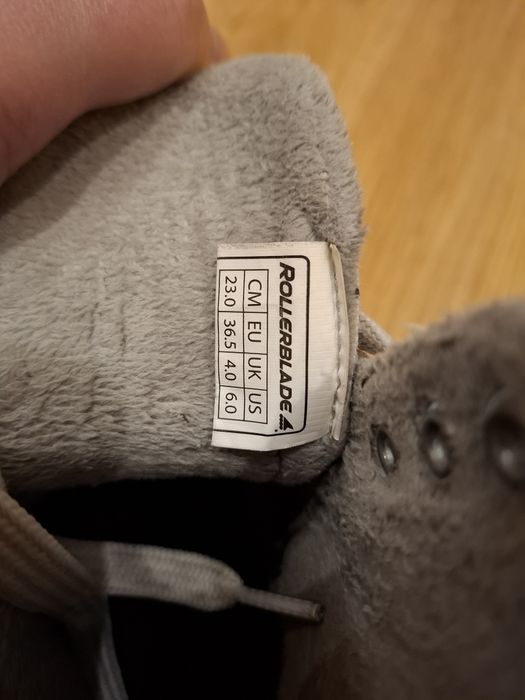 ROLLERBLADE
CM EU UK US
23.0 36.5 4.0 6.0